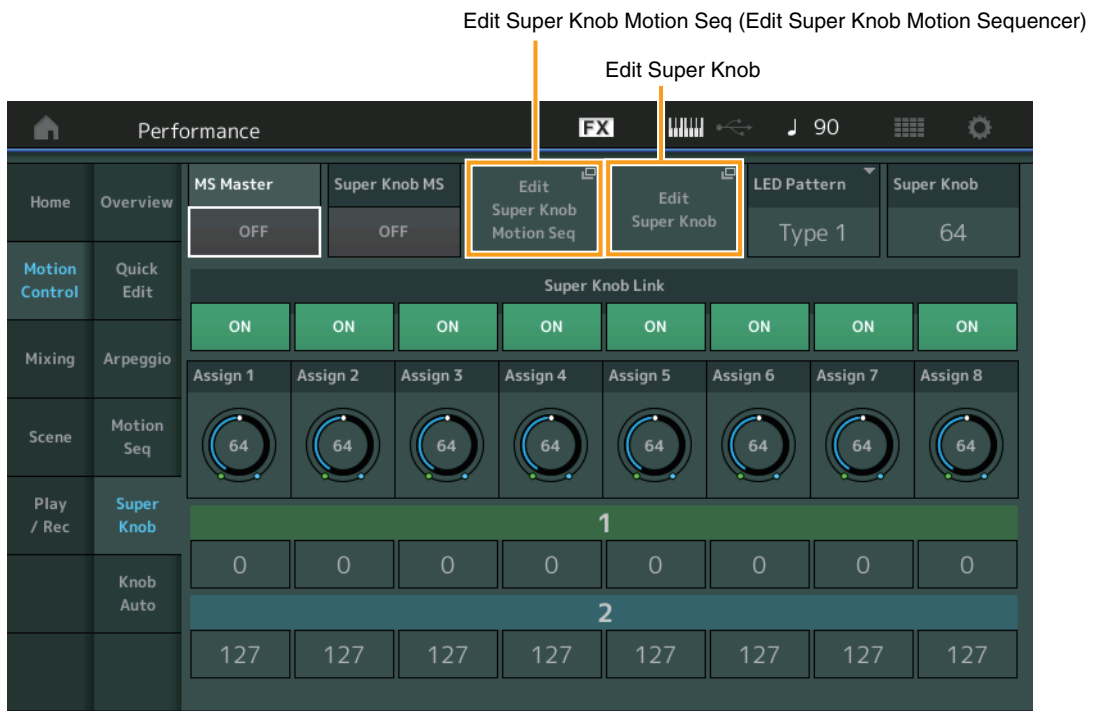 Edit Super Knob Motion Seq (Edit Super Knob Motion Sequencer)
Edit Super Knob
Performance
FX
90
Home
Overview
MS Master
OFF
Super Knob MS
OFF
Edit
Super Knob
Motion Seq
Edit
Super Knob
LED Pattern
Type 1
Super Knob
64
Motion
Control
Quick
Edit
Super Knob Link
ON ON ON ON ON ON ON ON
Mixing
Arpeggio
Assign 1 Assign 2 Assign 3 Assign 4 Assign 5 Assign 6 Assign 7 Assign 8
64 64 64 64 64 64 64 64
Scene
Motion
Seq
Play
/ Rec
Super
Knob
1
0 0 0 0 0 0 0 0
Knob
Auto
2
127 127 127 127 127 127 127 127